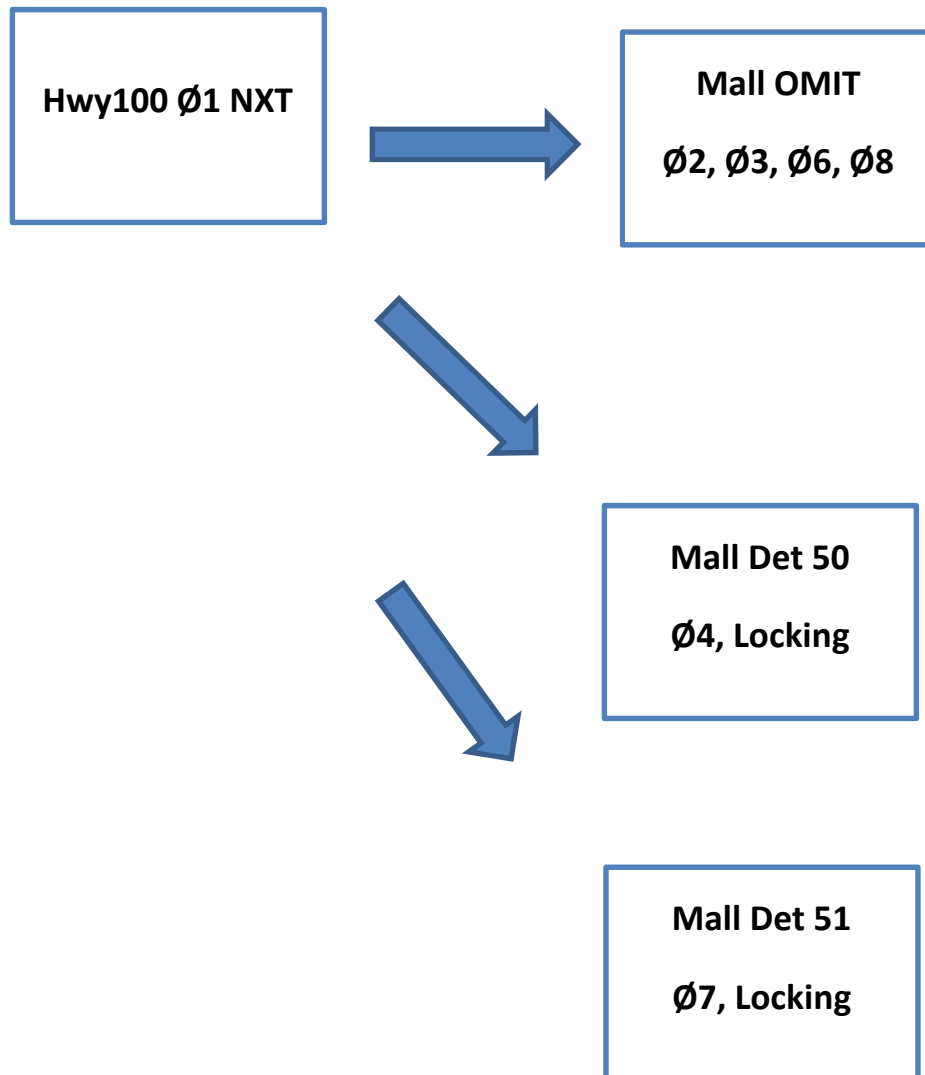 Hwy100 Ø1 NXT
Mall OMIT
Ø2, Ø3, Ø6, Ø8
Mall Det 50
Ø4, Locking
Mall Det 51
Ø7, Locking